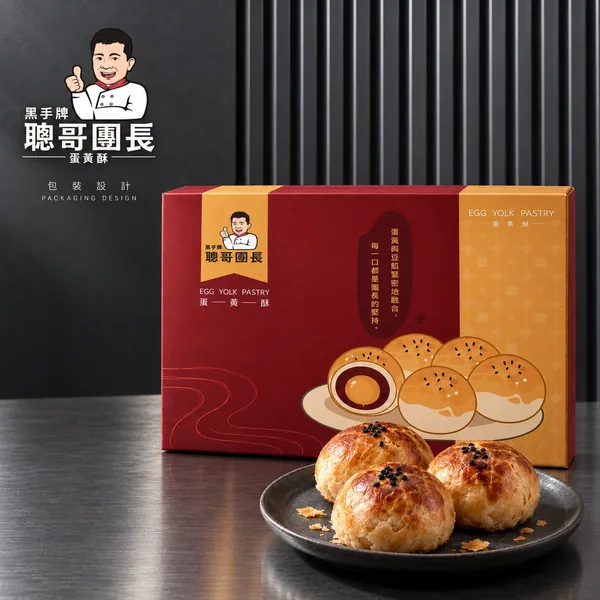 黑手牌
聰哥團長
蛋黃酥
包裝設計
PACKAGING DESIGN
黑手牌
聰哥團長
EGG YOLK PASTRY
蛋黃酥
蛋黃與豆餡緊密地融合,
每一口都是團長的堅持。
EGG YOLK PASTRY
蛋黃酥